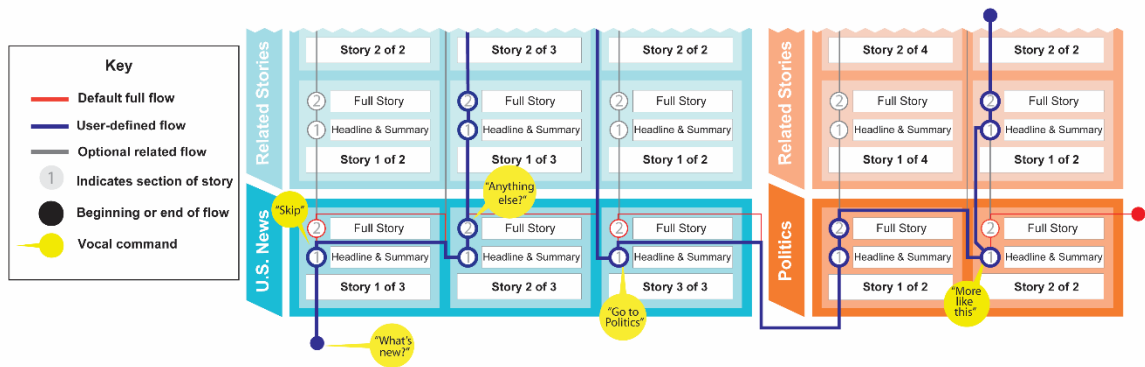 Key
Default full flow
User-defined flow
Optional related flow
1
Indicates section of story
Beginning or end of flow
Vocal command
Related Stories
Story 2 of 2
Story 2 of 3
Story 2 of 2
2 Full Story
2 Full Story
2 Full Story
1 Headline & Summary
1 Headline & Summary
1 Headline & Summary
Story 1 of 2
Story 1 of 3
Story 1 of 2
U.S. News
"Skip"
"Anything
else?"
2 Full Story
2 Full Story
2 Full Story
1 Headline & Summary
1 Headline & Summary
1 Headline & Summary
Story 1 of 3
Story 2 of 3
Story 3 of 3
"What's
new?"
"Go to
Politics"
Related Stories
Story 2 of 4
Story 2 of 2
2 Full Story
2 Full Story
1 Headline & Summary
1 Headline & Summary
Story 1 of 4
Story 1 of 2
Politics
2 Full Story
2 Full Story
1 Headline & Summary
1 Headline & Summary
Story 1 of 2
Story 2 of 2
"More
like
this"